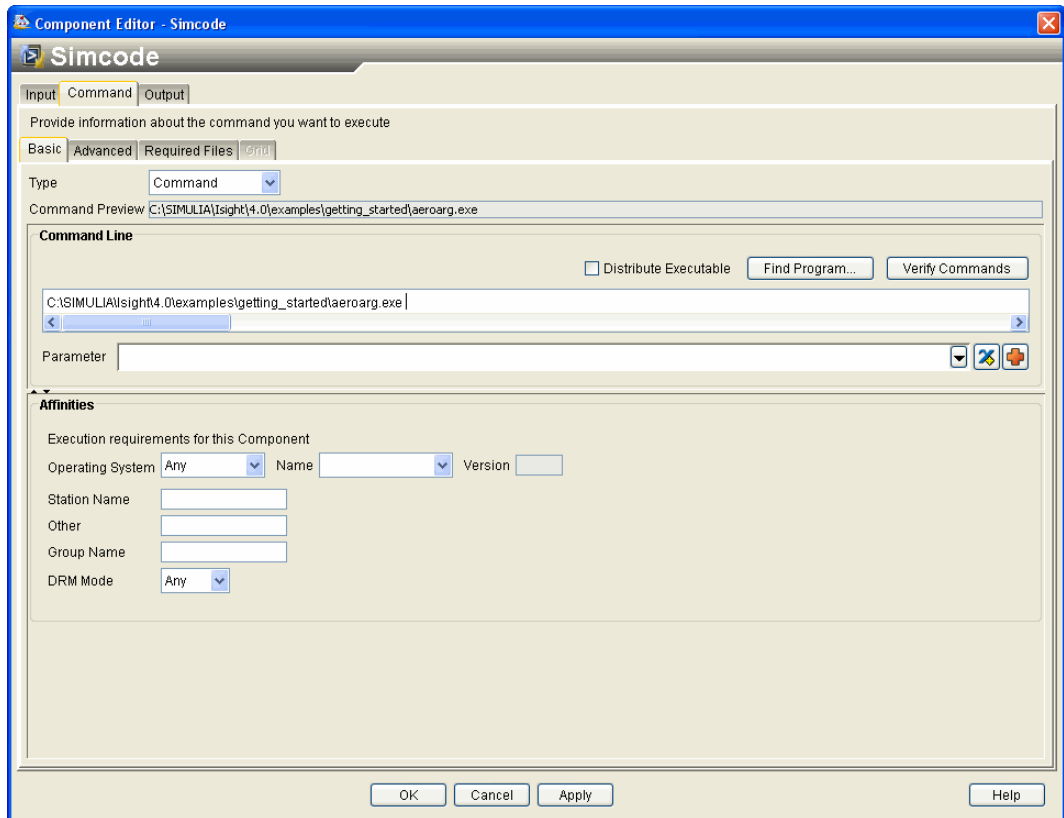 Component Editor - Simcode
Simcode
Input Command Output
Provide information about the command you want to execute
Basic Advanced Required Files Grid
Type Command
Command Preview C:\SIMULIA\Isight\4.0\examples\getting_started\aeroarg.exe
Command Line
Distribute Executable Find Program... Verify Commands
C:\SIMULIA\Isight\4.0\examples\getting_started\aeroarg.exe
Parameter
Affinities
Execution requirements for this Component
Operating System Any Name Version
Station Name
Other
Group Name
DRM Mode Any
OK Cancel Apply Help